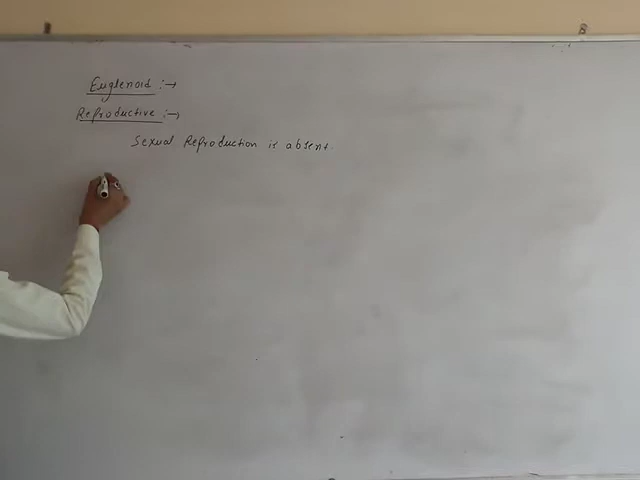 Euglenoid :→
Reproductive :→
Sexual Reproduction is absent.